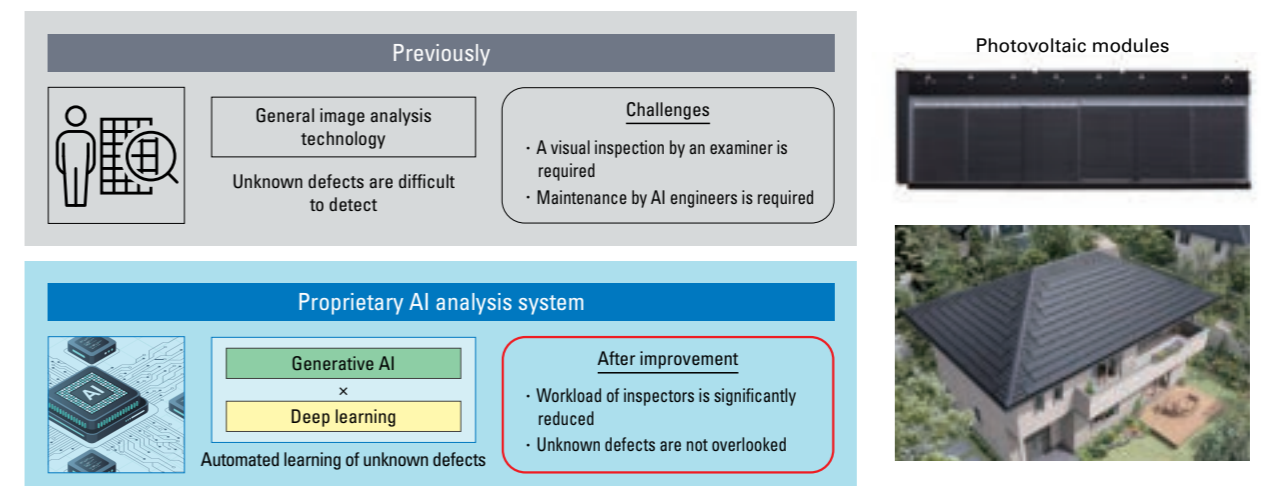 Previously
General image analysis
technology
Unknown defects are difficult
to detect
Challenges
・A visual inspection by an examiner is
required
・Maintenance by AI engineers is required
Proprietary AI analysis system
AI
Generative AI
×
Deep learning
Automated learning of unknown defects
After improvement
・Workload of inspectors is significantly
reduced
・Unknown defects are not overlooked
Photovoltaic modules